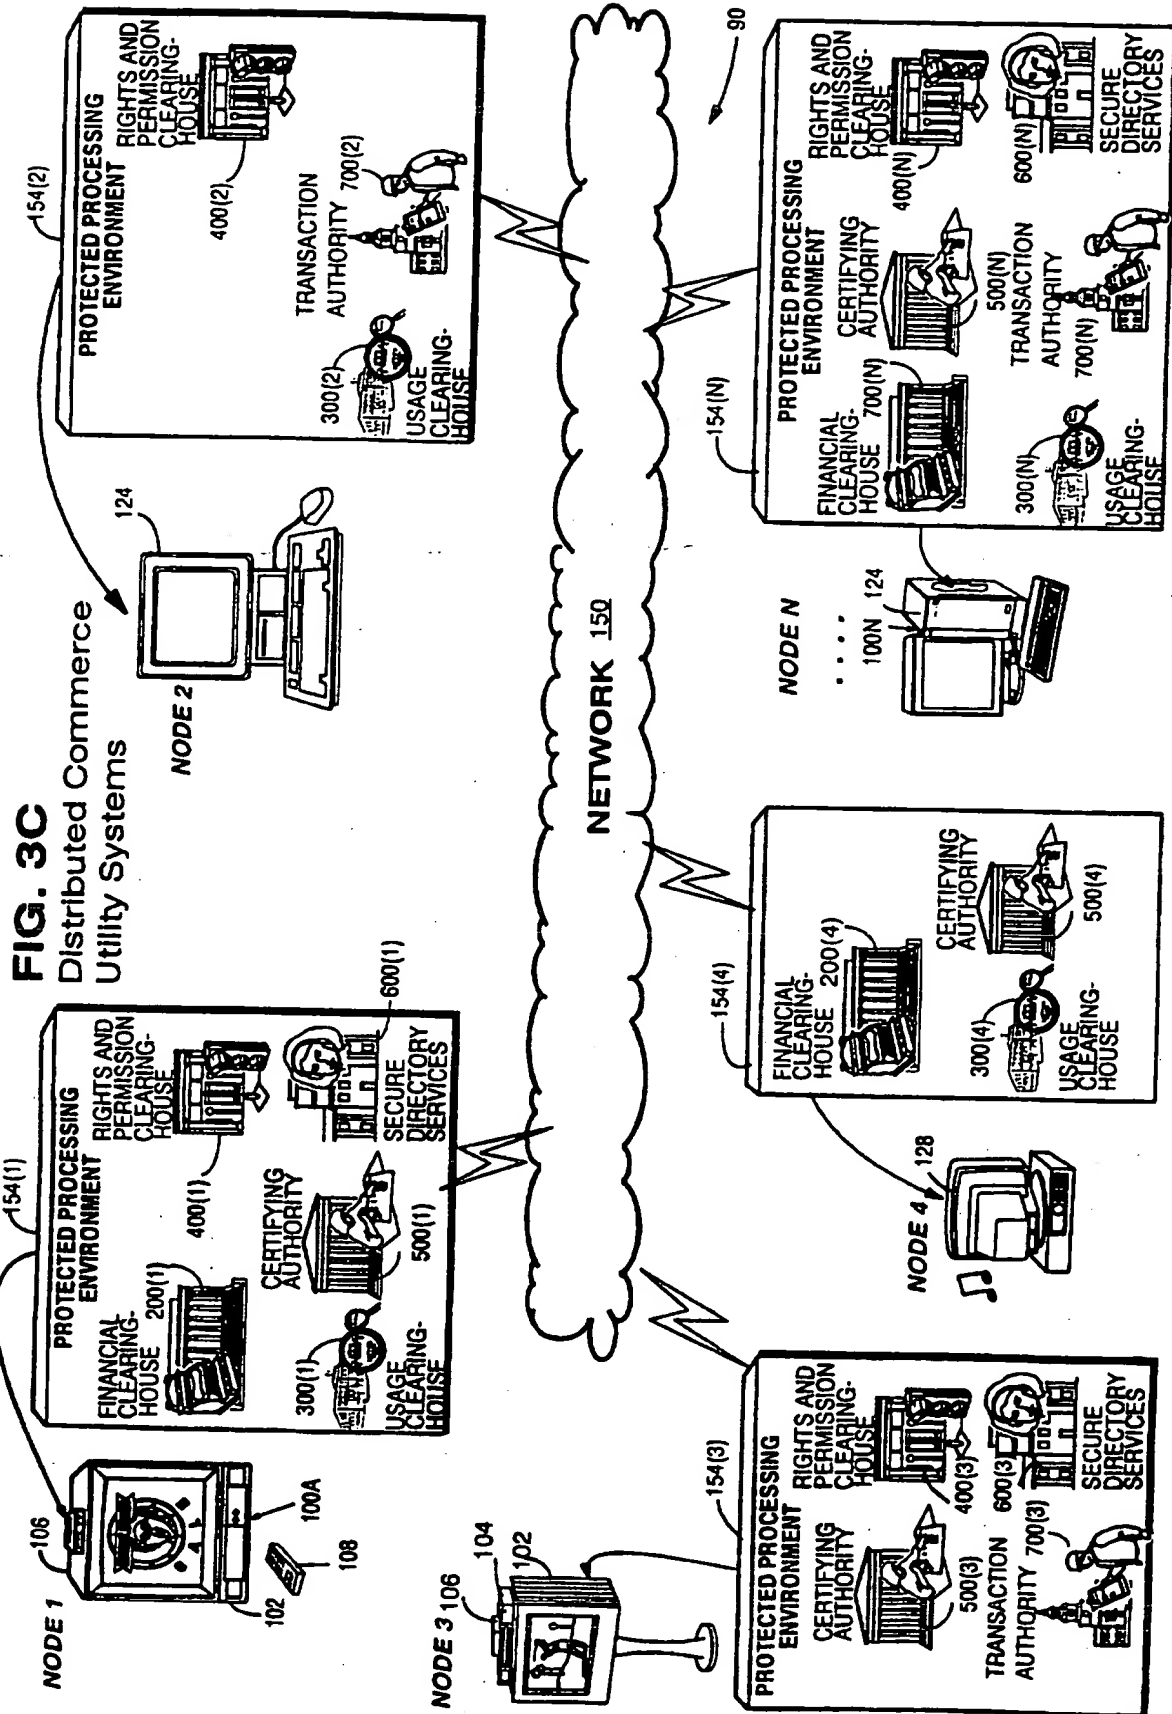 FIG. 3C
Distributed Commerce
Utility Systems
NODE 1
106
102
100A
108
154(1)
PROTECTED PROCESSING
ENVIRONMENT
FINANCIAL
CLEARING-
HOUSE
200(1)
RIGHTS AND
PERMISSION
CLEARING-
HOUSE
400(1)
CERTIFYING
AUTHORITY
500(1)
300(1)
USAGE
CLEARING-
HOUSE
600(1)
SECURE
DIRECTORY
SERVICES
NODE 2
124
154(2)
PROTECTED PROCESSING
ENVIRONMENT
RIGHTS AND
PERMISSION
CLEARING-
HOUSE
400(2)
TRANSACTION
AUTHORITY
700(2)
300(2)
USAGE
CLEARING-
HOUSE
NETWORK 150
90
NODE 3
106
104
102
154(3)
PROTECTED PROCESSING
ENVIRONMENT
CERTIFYING
AUTHORITY
500(3)
RIGHTS AND
PERMISSION
CLEARING-
HOUSE
400(3)
TRANSACTION
AUTHORITY
700(3)
600(3)
SECURE
DIRECTORY
SERVICES
NODE 4
128
154(4)
FINANCIAL
CLEARING-
HOUSE
200(4)
CERTIFYING
AUTHORITY
500(4)
300(4)
USAGE
CLEARING-
HOUSE
NODE N
. . . .
100N
124
154(N)
PROTECTED PROCESSING
ENVIRONMENT
FINANCIAL
CLEARING-
HOUSE
700(N)
CERTIFYING
AUTHORITY
500(N)
RIGHTS AND
PERMISSION
CLEARING-
HOUSE
400(N)
300(N)
USAGE
CLEARING-
HOUSE
TRANSACTION
AUTHORITY
700(N)
600(N)
SECURE
DIRECTORY
SERVICES